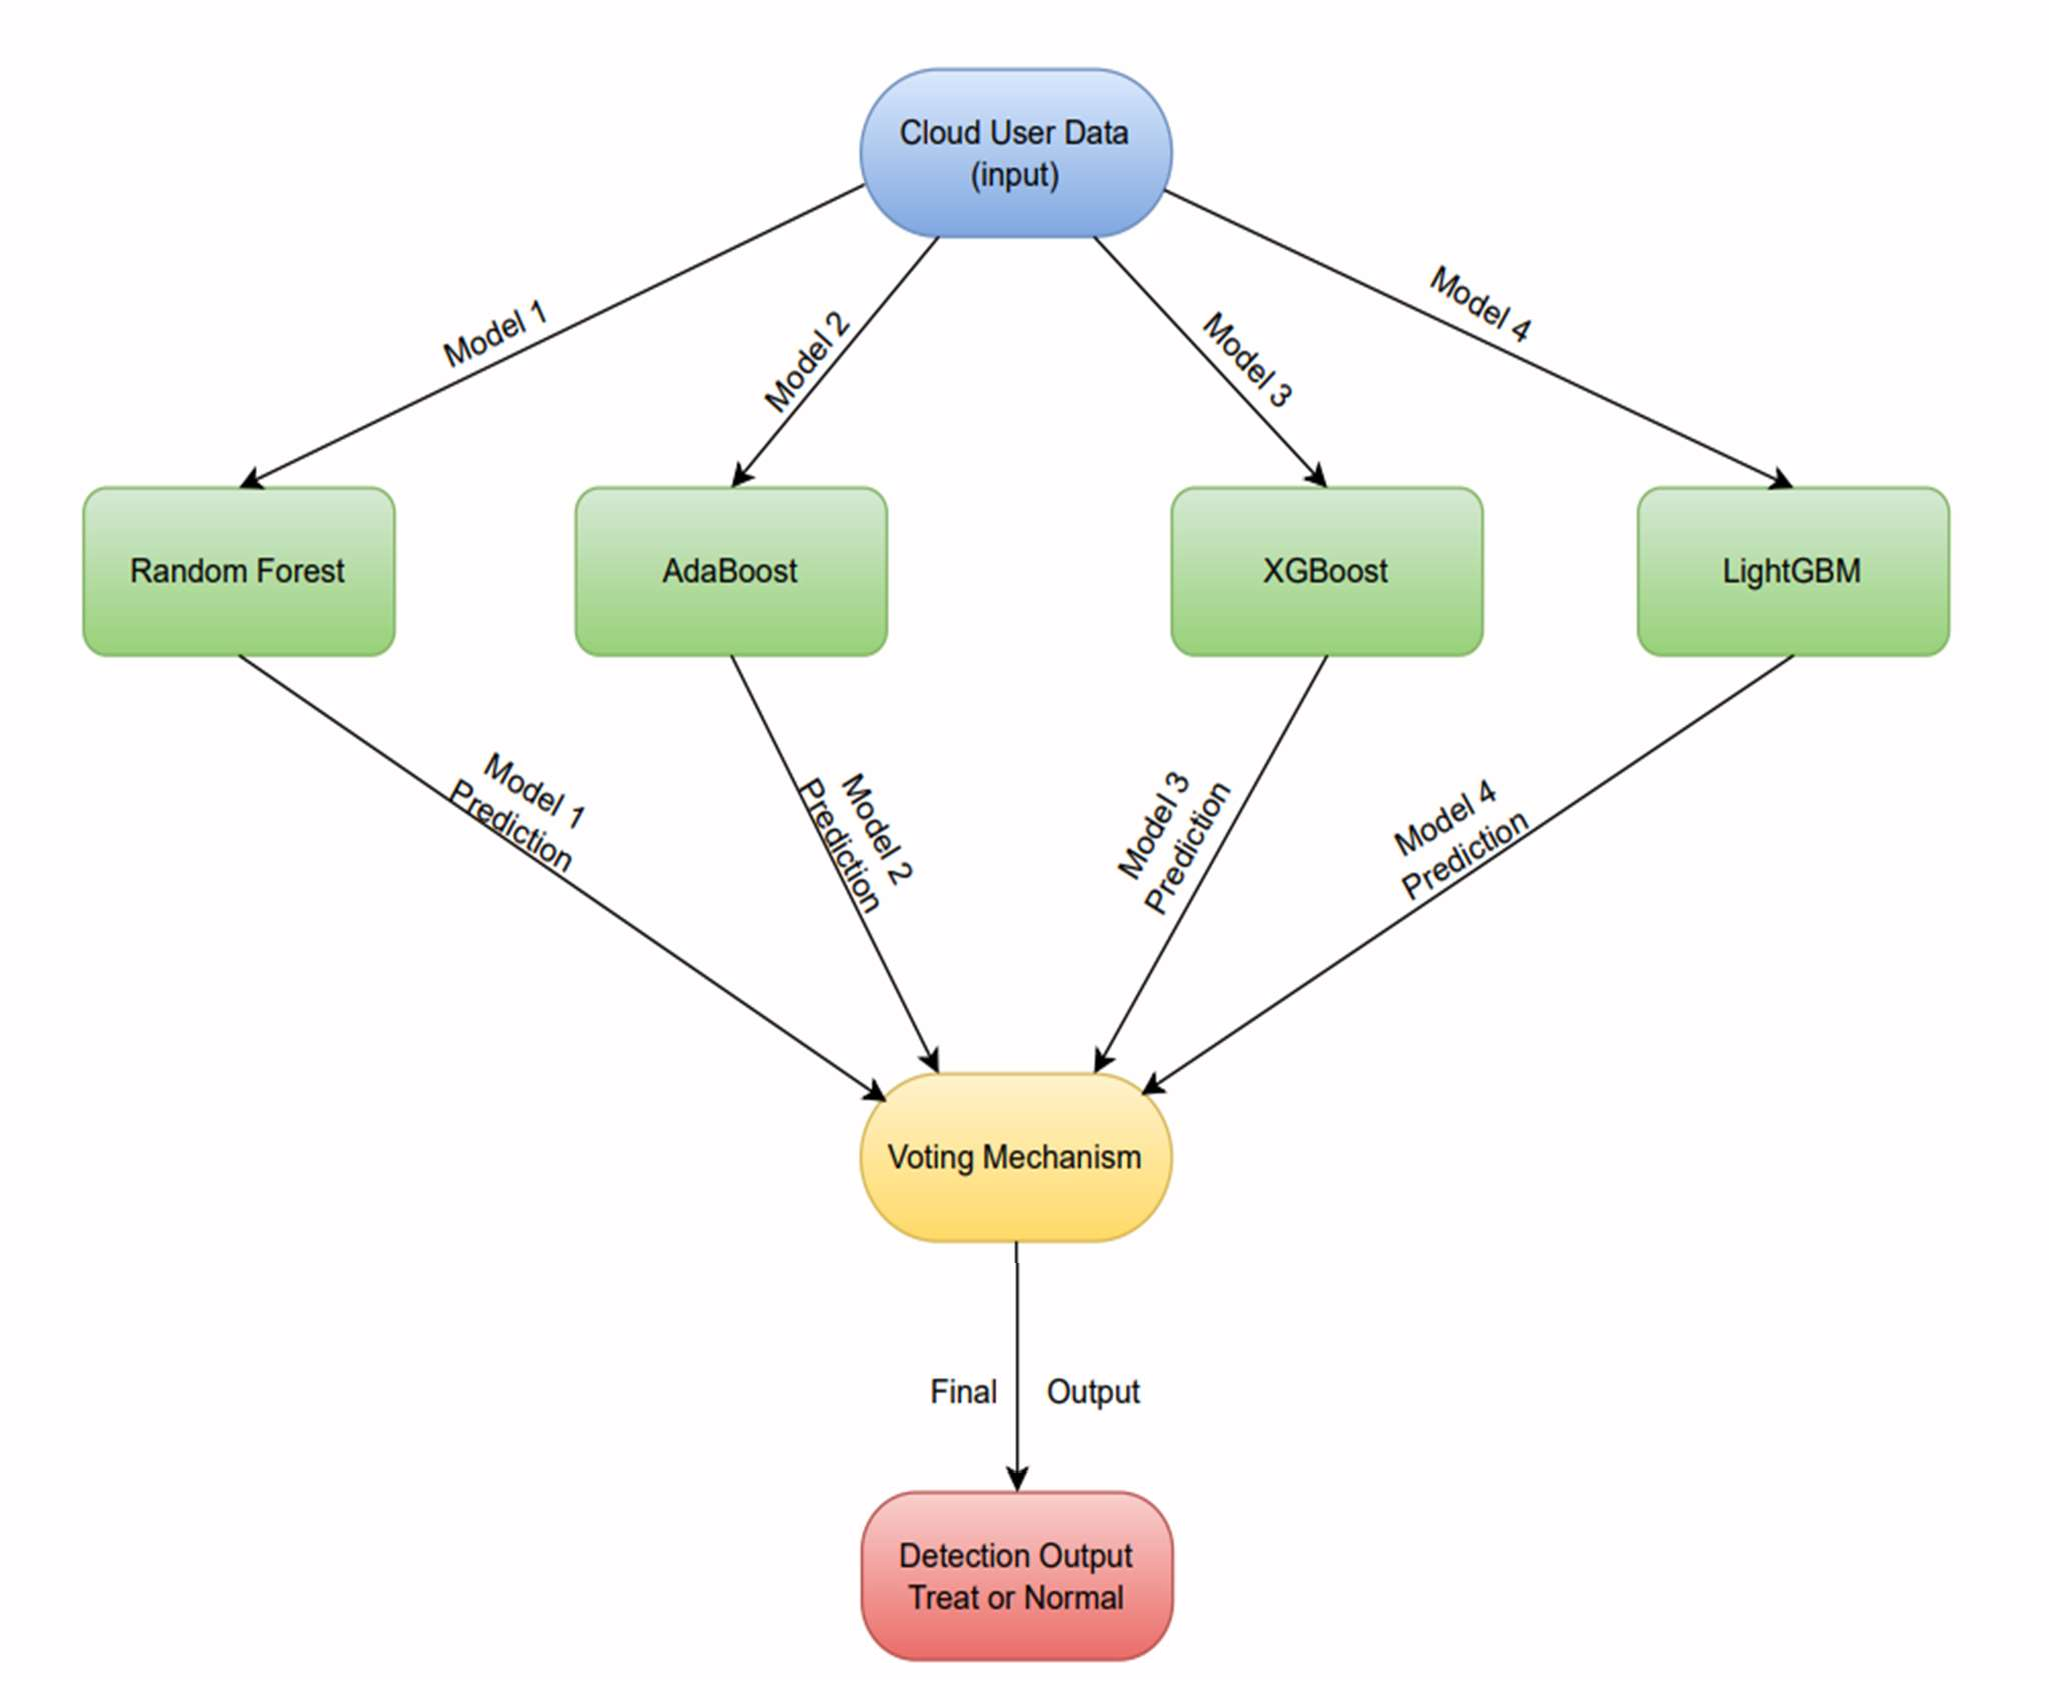 Cloud User Data
(input)
Model 1
Model 2
Model 3
Model 4
Random Forest
AdaBoost
XGBoost
LightGBM
Model 1
Prediction
Model 2
Prediction
Model 3
Prediction
Model 4
Prediction
Voting Mechanism
Final Output
Detection Output
Treat or Normal